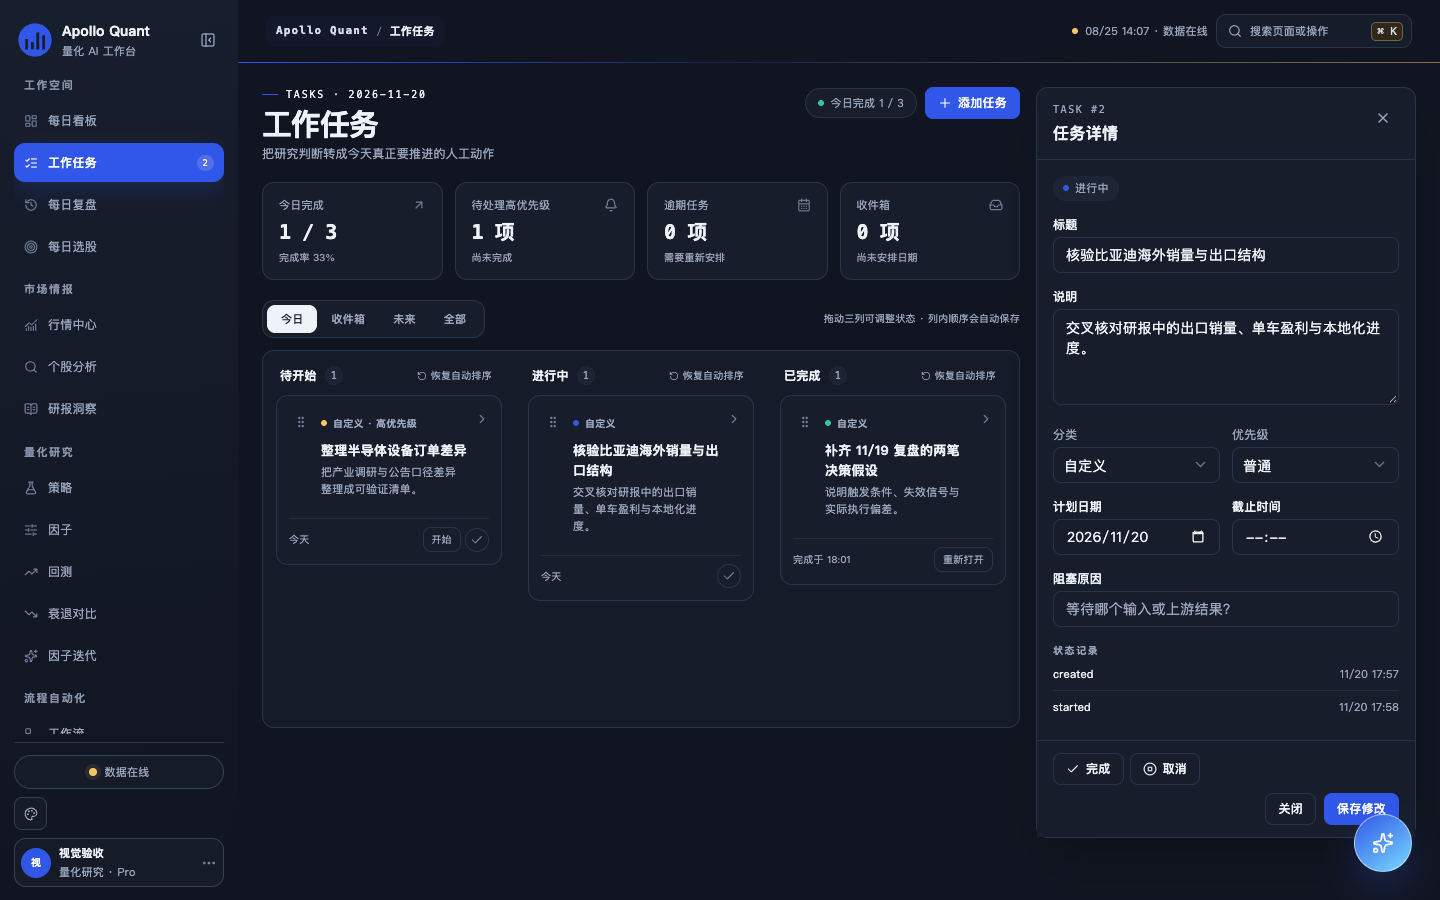 Apollo Quant
量化 AI 工作台
工作空间
每日看板
工作任务
2
每日复盘
每日选股
市场情报
行情中心
个股分析
研报洞察
量化研究
策略
因子
回测
衰退对比
因子迭代
流程自动化
工作流
数据在线
视
视觉验收
量化研究 · Pro
Apollo Quant / 工作任务
08/25 14:07 · 数据在线
搜索页面或操作
⌘ K
TASKS · 2026-11-20
工作任务
把研究判断转成今天真正要推进的人工动作
今日完成 1 / 3
添加任务
今日完成
1 / 3
完成率 33%
待处理高优先级
1 项
尚未完成
逾期任务
0 项
需要重新安排
收件箱
0 项
尚未安排日期
今日
收件箱
未来
全部
拖动三列可调整状态 · 列内顺序会自动保存
待开始 1
恢复自动排序
自定义 · 高优先级
整理半导体设备订单差异
把产业调研与公告口径差异
整理成可验证清单。
今天
开始
进行中 1
恢复自动排序
自定义
核验比亚迪海外销量与出
口结构
交叉核对研报中的出口销
量、单车盈利与本地化进
度。
今天
已完成 1
恢复自动排序
自定义
补齐 11/19 复盘的两笔
决策假设
说明触发条件、失效信号与
实际执行偏差。
完成于 18:01
重新打开
TASK #2
任务详情
进行中
标题
核验比亚迪海外销量与出口结构
说明
交叉核对研报中的出口销量、单车盈利与本地化进
度。
分类
自定义
优先级
普通
计划日期
2026/11/20
截止时间
--:--
阻塞原因
等待哪个输入或上游结果?
状态记录
created
11/20 17:57
started
11/20 17:58
完成
取消
关闭
保存修改